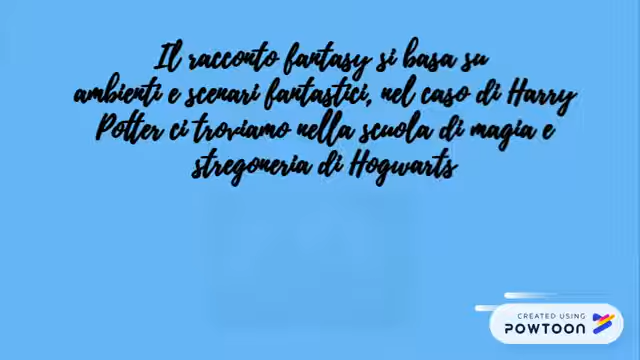 Il racconto fantasy si basa su
ambienti e scenari fantastici, nel caso di Harry
Potter ci troviamo nella scuola di magia e
stregoneria di Hogwarts
CREATED USING
POWTOON